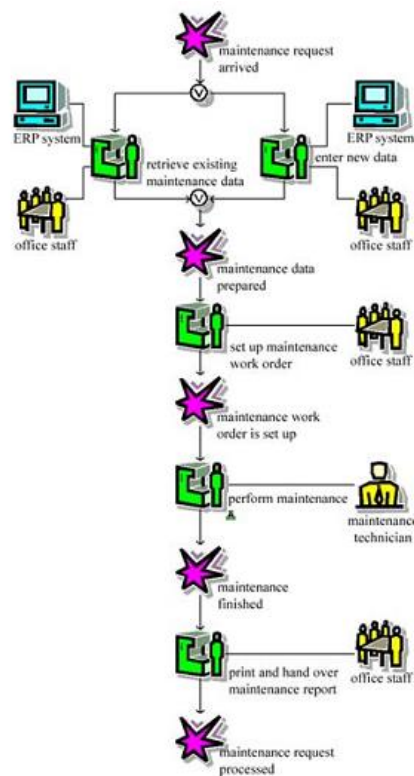 maintenance request
arrived
V
ERP system
retrieve existing
maintenance data
enter new data
ERP system
office staff
V
office staff
maintenance data
prepared
set up maintenance
work order
office staff
maintenance work
order is set up
perform maintenance
maintenance
technician
maintenance
finished
print and hand over
maintenance report
office staff
maintenance request
processed